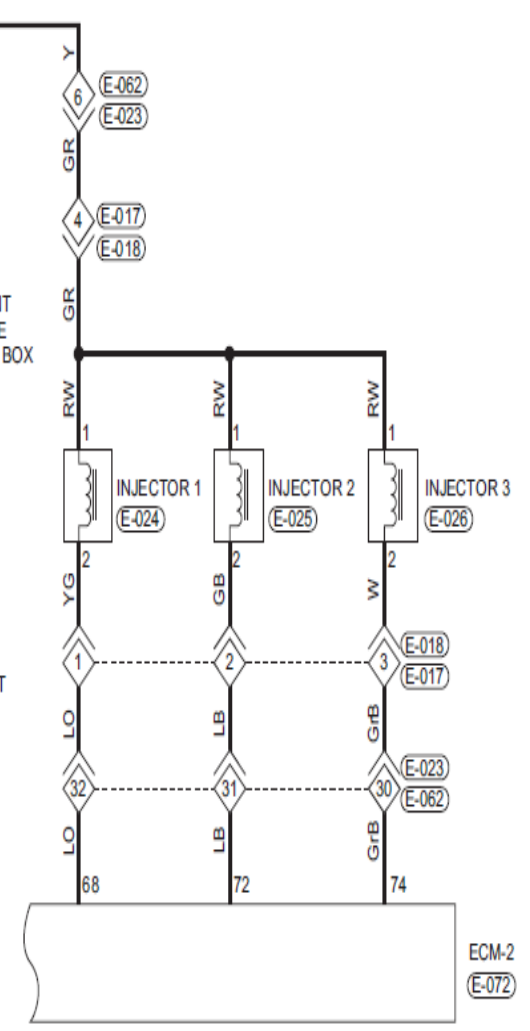 Y
6
E-062
E-023
GR
4
E-017
E-018
GR
BOX
RW
RW
RW
1
1
1
INJECTOR 1
E-024
INJECTOR 2
E-025
INJECTOR 3
E-026
2
2
2
YG
GB
W
1
2
3
E-018
E-017
LO
LB
GrB
32
31
30
E-023
E-062
LO
LB
GrB
68
72
74
ECM-2
E-072